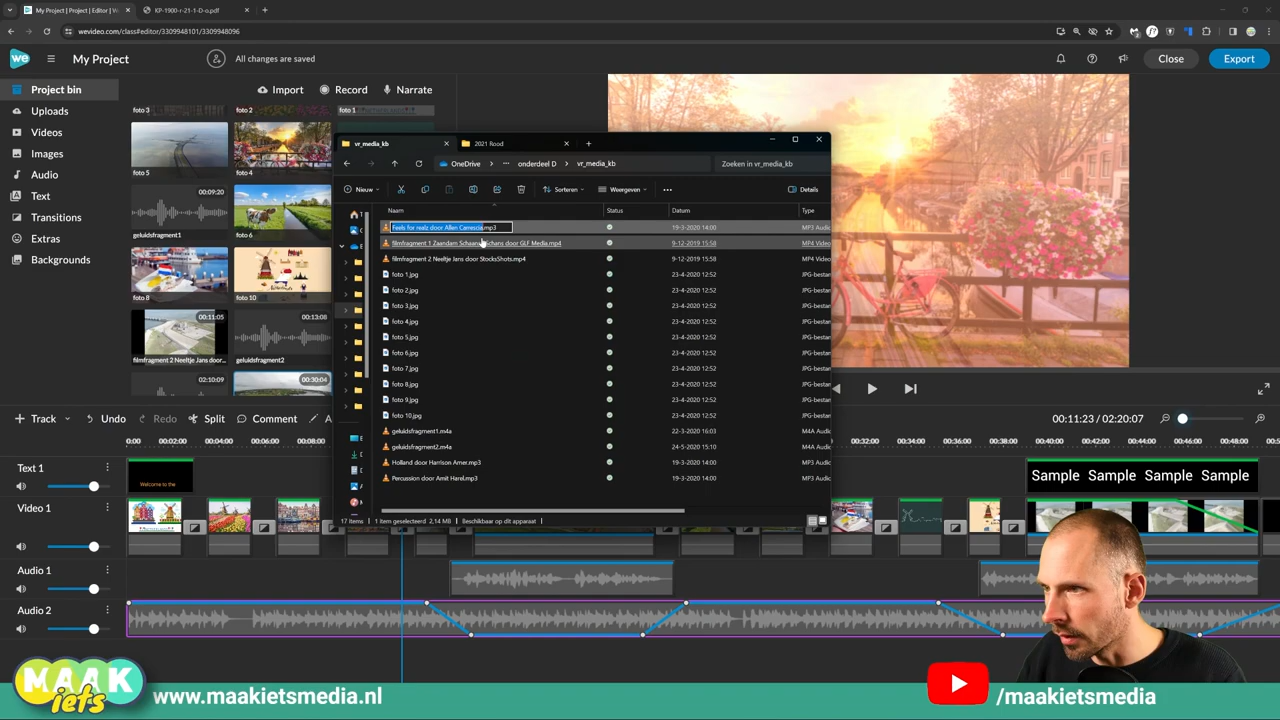 My Project | Project | Editor | W
KP-1900-r-21-1-D-o.pdf
wevideo.com/class#editor/3309948101/3309948096
we
My Project
All changes are saved
Close
Export
Project bin
Uploads
Videos
Images
Audio
Text
Transitions
Extras
Backgrounds
Import
Record
Narrate
foto 3
foto 2
foto 1
foto 5
foto 4
00:09:20
geluidsfragment1
foto 6
foto 8
foto 10
00:11:05
filmfragment 2 Neeltje Jans door...
00:13:08
geluidsfragment2
02:10:09
00:30:04
vr_media_kb
2021 Rood
OneDrive
onderdeel D
vr_media_kb
Zoeken in vr_media_kb
Nieuw
Sorteren
Weergeven
Details
Naam
Status
Datum
Type
Feels for realz door Allen Carrescia.mp3
19-3-2020 14:00
MP3 Audio
filmfragment 1 Zaandam Schaans Schans door GLF Media.mp4
9-12-2019 15:58
MP4 Video
filmfragment 2 Neeltje Jans door StocksShots.mp4
9-12-2019 15:58
MP4 Video
foto 1.jpg
23-4-2020 12:52
JPG-bestan
foto 2.jpg
23-4-2020 12:52
JPG-bestan
foto 3.jpg
23-4-2020 12:52
JPG-bestan
foto 4.jpg
23-4-2020 12:52
JPG-bestan
foto 5.jpg
23-4-2020 12:52
JPG-bestan
foto 6.jpg
23-4-2020 12:52
JPG-bestan
foto 7.jpg
23-4-2020 12:52
JPG-bestan
foto 8.jpg
23-4-2020 12:52
JPG-bestan
foto 9.jpg
23-4-2020 12:52
JPG-bestan
foto 10.jpg
23-4-2020 12:52
JPG-bestan
geluidsfragment1.m4a
22-3-2020 16:03
M4A Audio
geluidsfragment2.m4a
24-5-2020 15:10
M4A Audio
Holland door Harrison Amer.mp3
19-3-2020 14:00
MP3 Audio
Percussion door Amit Harel.mp3
19-3-2020 14:00
MP3 Audio
17 items
1 item geselecteerd 2,14 MB
Beschikbaar op dit apparaat
00:11:23 / 02:20:07
Track
Undo
Redo
Split
Comment
0:00
00:02:00
00:04:00
00:06:00
00:08:00
00:32:00
00:34:00
00:36:00
00:38:00
00:40:00
00:42:00
00:44:00
00:46:00
00:48:00
Text 1
Welcome to the
Sample Sample Sample Sample
Video 1
Audio 1
Audio 2
MAAK
iets
www.maakietsmedia.nl
/maakietsmedia